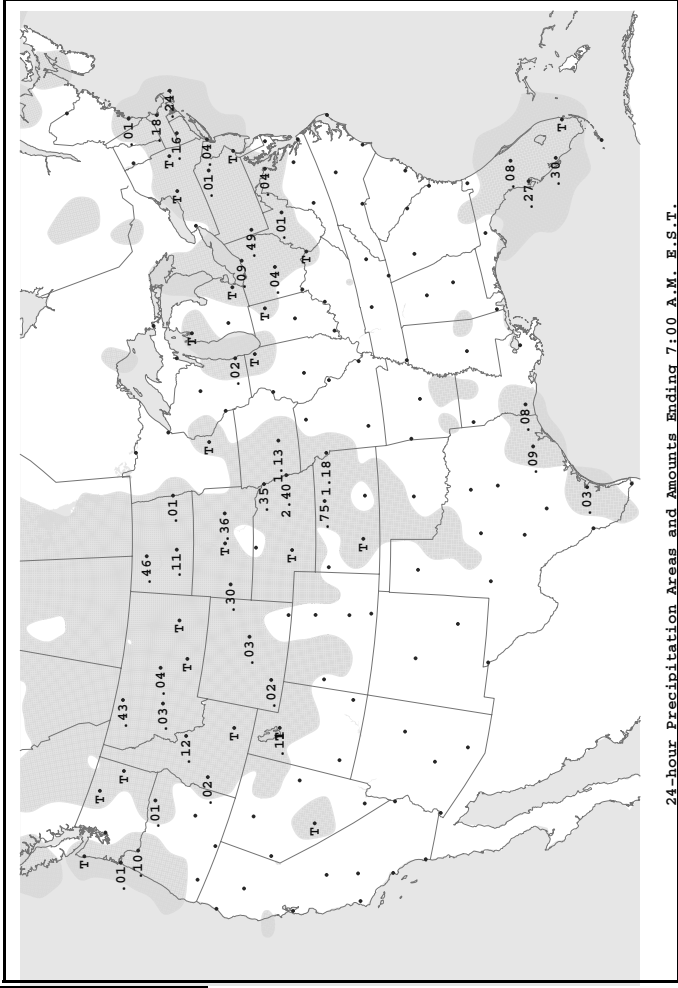 T
T
.01 T .43 .01
.10 .46
.01 .04 .18
.03 T .24
.01
.11 T .16
T
.12 T
T
.02 T .01 .04
T .36
.30 T T
T .02 .09
.03 .49
T
.35 T .04
.02 1.13 .04 .01
2.40
T
T
T .75 1.18
T
.08
.08 .27
.09
.30
T
.03
24-hour Precipitation Areas and Amounts Ending 7:00 A.M. E.S.T.